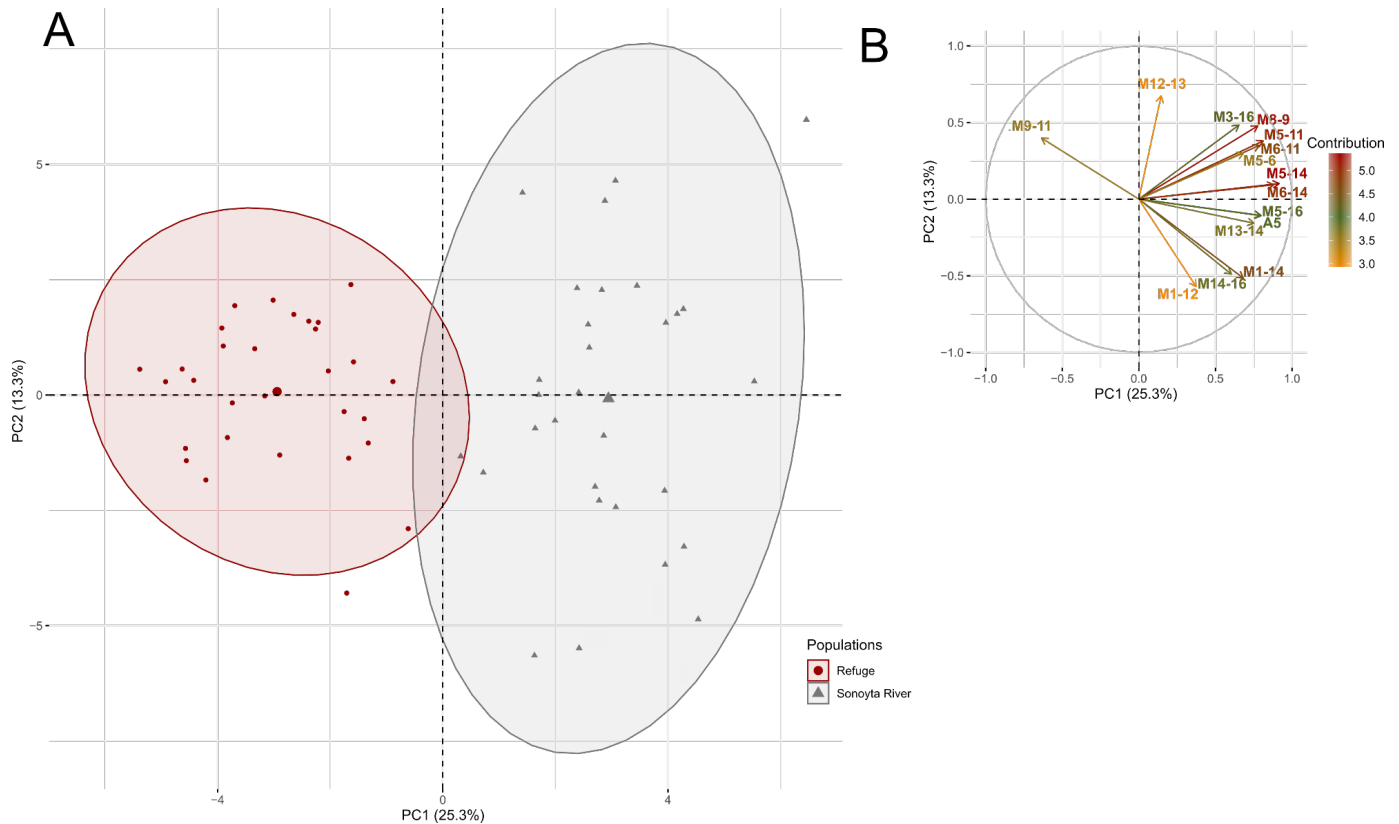 A
PC2 (13.3%)
5
0
−5
−4
0
4
PC1 (25.3%)
Populations
Refuge
Sonoyta River
B
PC2 (13.3%)
1.0
0.5
0.0
−0.5
−1.0
M12-13
M9-11
M3-16
M8-9
M5-11
M6-11
M5-6
M5-14
M6-14
M5-16
A5
M13-14
M1-14
M14-16
M1-12
−1.0
−0.5
0.0
0.5
1.0
PC1 (25.3%)
Contribution
5.0
4.5
4.0
3.5
3.0